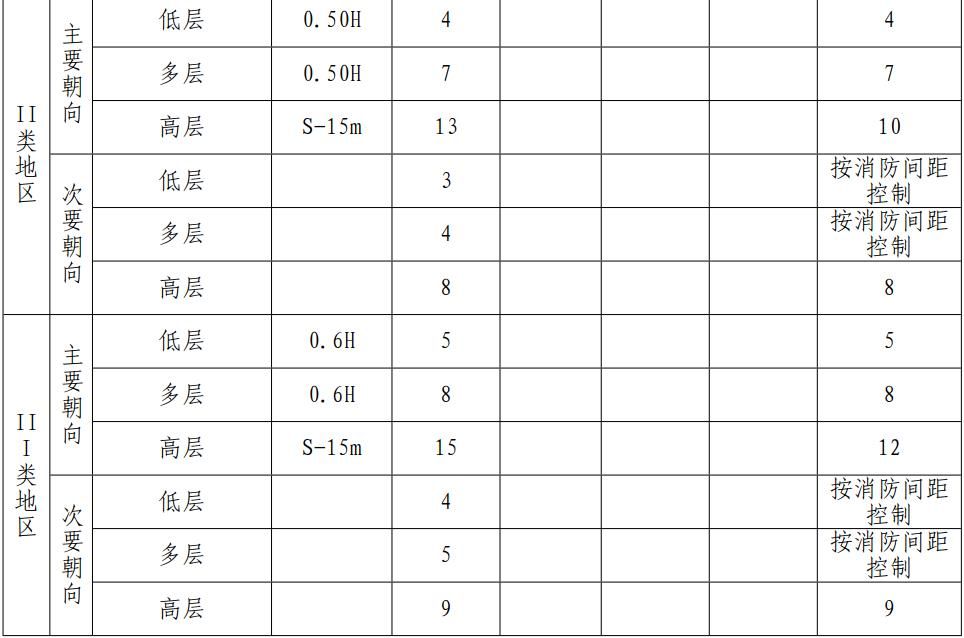 II类地区
主要朝向
低层 0.50H 4 4
多层 0.50H 7 7
高层 S-15m 13 10
次要朝向
低层 3 按消防间距
控制
多层 4 按消防间距
控制
高层 8 8
III类地区
主要朝向
低层 0.6H 5 5
多层 0.6H 8 8
高层 S-15m 15 12
次要朝向
低层 4 按消防间距
控制
多层 5 按消防间距
控制
高层 9 9